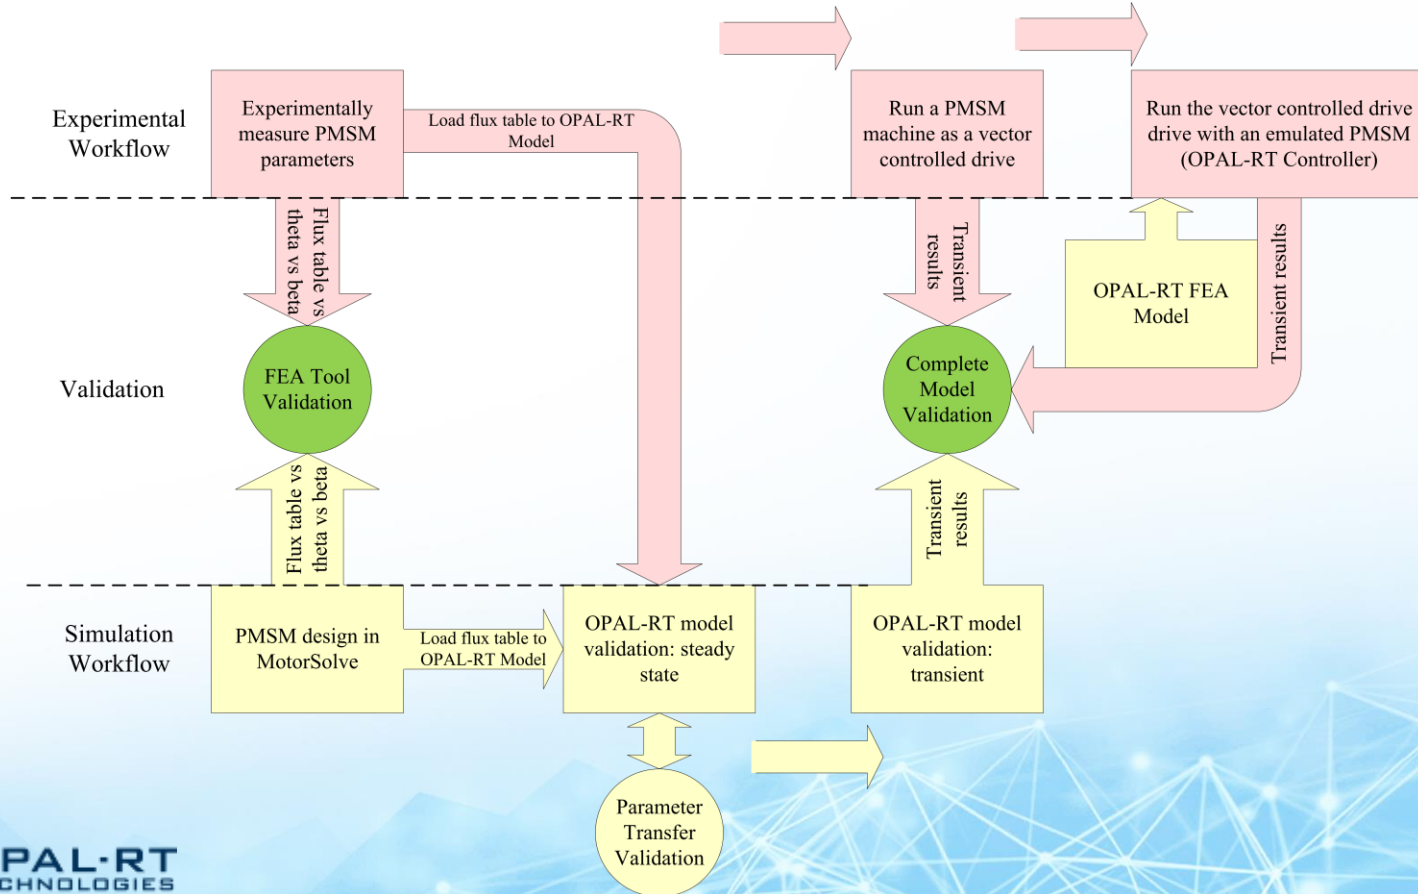 Experimental
Workflow
Experimentally
measure PMSM
parameters
Load flux table to OPAL-RT
Model
Run a PMSM
machine as a vector
controlled drive
Run the vector controlled drive
drive with an emulated PMSM
(OPAL-RT Controller)
Flux table vs
theta vs beta
Transient
results
OPAL-RT FEA
Model
Transient results
Validation
FEA Tool
Validation
Complete
Model
Validation
Flux table vs
theta vs beta
Transient
results
Simulation
Workflow
PMSM design in
MotorSolve
Load flux table to
OPAL-RT Model
OPAL-RT model
validation: steady
state
OPAL-RT model
validation:
transient
Parameter
Transfer
Validation
PAL-RT
CHNOLOGIES